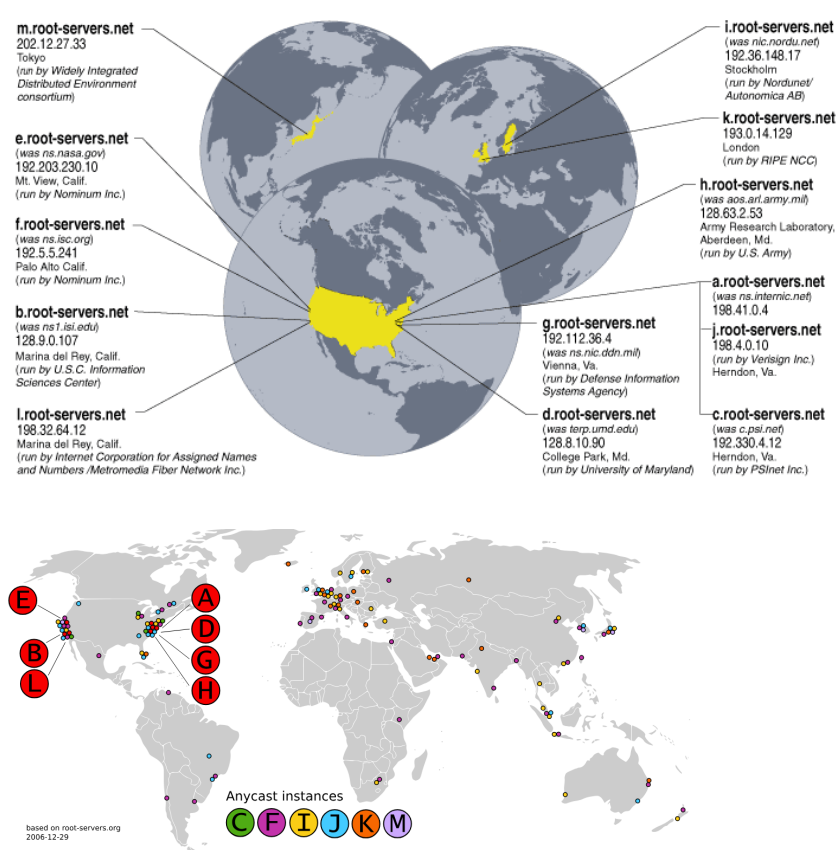 m.root-servers.net
202.12.27.33
Tokyo
(run by Widely Integrated
Distributed Environment
consortium)
e.root-servers.net
(was ns.nasa.gov)
192.203.230.10
Mt. View, Calif.
(run by Nominum Inc.)
f.root-servers.net
(was ns.isc.org)
192.5.5.241
Palo Alto Calif.
(run by Nominum Inc.)
b.root-servers.net
(was ns1.isi.edu)
128.9.0.107
Marina del Rey, Calif.
(run by U.S.C. Information
Sciences Center)
l.root-servers.net
198.32.64.12
Marina del Rey, Calif.
(run by Internet Corporation for Assigned Names
and Numbers /Metromedia Fiber Network Inc.)
i.root-servers.net
(was nic.nordu.net)
192.36.148.17
Stockholm
(run by Nordunet/
Autonomica AB)
k.root-servers.net
193.0.14.129
London
(run by RIPE NCC)
h.root-servers.net
(was aos.arl.army.mil)
128.63.2.53
Army Research Laboratory,
Aberdeen, Md.
(run by U.S. Army)
a.root-servers.net
(was ns.internic.net)
198.41.0.4
j.root-servers.net
198.4.0.10
(run by Verisign Inc.)
Herndon, Va.
g.root-servers.net
192.112.36.4
(was ns.nic.ddn.mil)
Vienna, Va.
(run by Defense Information
Systems Agency)
d.root-servers.net
(was terp.umd.edu)
128.8.10.90
College Park, Md.
(run by University of Maryland)
c.root-servers.net
(was c.psi.net)
192.330.4.12
Herndon, Va.
(run by PSInet Inc.)
E
B
L
A
D
G
H
Anycast instances
C F I J K M
based on root-servers.org
2006-12-29